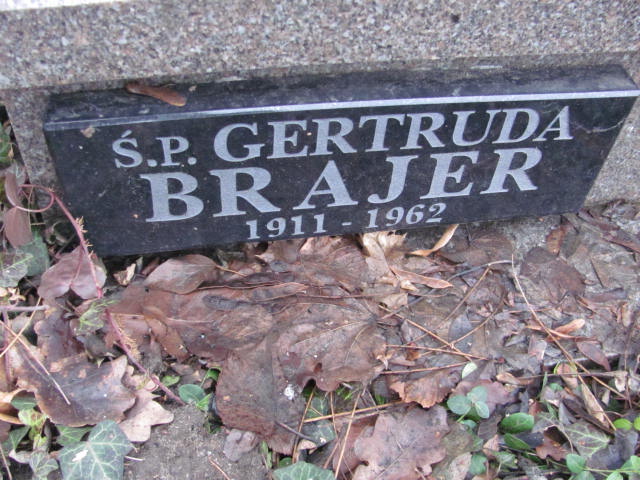 Ś.P. GERTRUDA
BRAJER
1911 - 1962